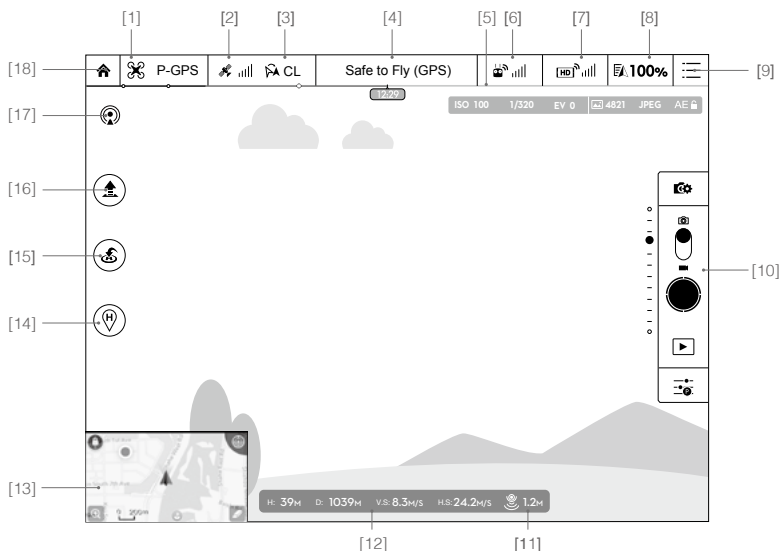 [1] [2] [3] [4] [5] [6] [7] [8]
[18] P-GPS CL Safe to Fly (GPS) HD 100% [9]
12:29
ISO 100 1/320 EV 0 4821 JPEG AE
[17]
[16]
[15] [10]
[14] H
P
[13]
0 200m
H: 39M D: 1039M V.S: 8.3M/S H.S: 24.2M/S 1.2M
[12] [11]